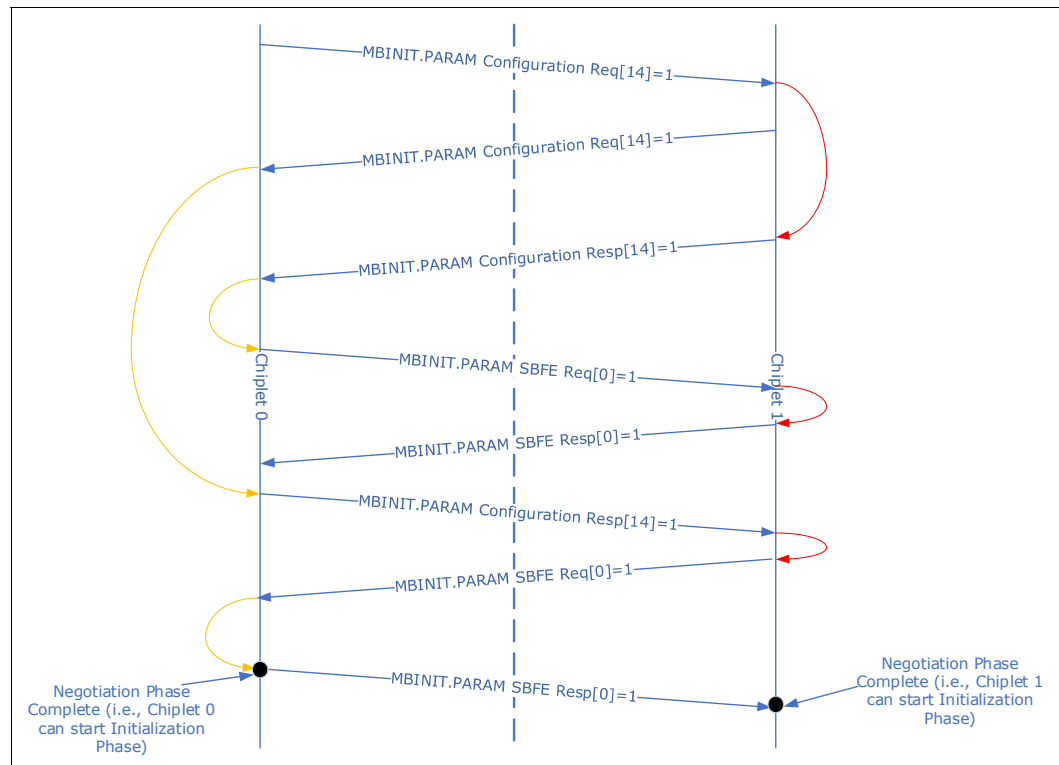 MBINIT.PARAM Configuration Req[14]=1
MBINIT.PARAM Configuration Req[14]=1
MBINIT.PARAM Configuration Resp[14]=1
Chiplet 0
Chiplet 1
MBINIT.PARAM SBFE Req[0]=1
MBINIT.PARAM SBFE Resp[0]=1
MBINIT.PARAM Configuration Resp[14]=1
MBINIT.PARAM SBFE Req[0]=1
MBINIT.PARAM SBFE Resp[0]=1
Negotiation Phase
Complete (i.e., Chiplet 0
can start Initialization
Phase)
Negotiation Phase
Complete (i.e., Chiplet 1
can start Initialization
Phase)